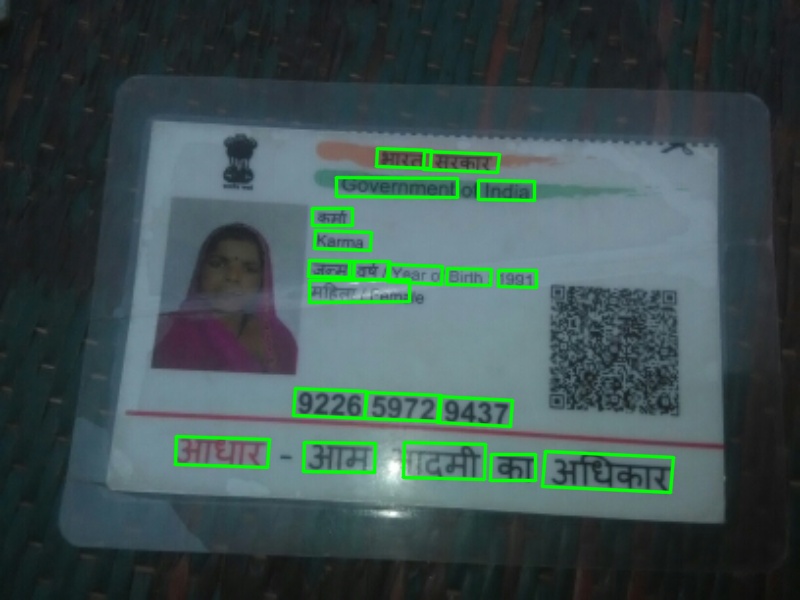 भारत सरकार
Government of India
कर्मा
Karma
जन्म वर्ष / Year of Birth : 1991
महिला / Female
9226 5972 9437
आधार - आम आदमी का अधिकार